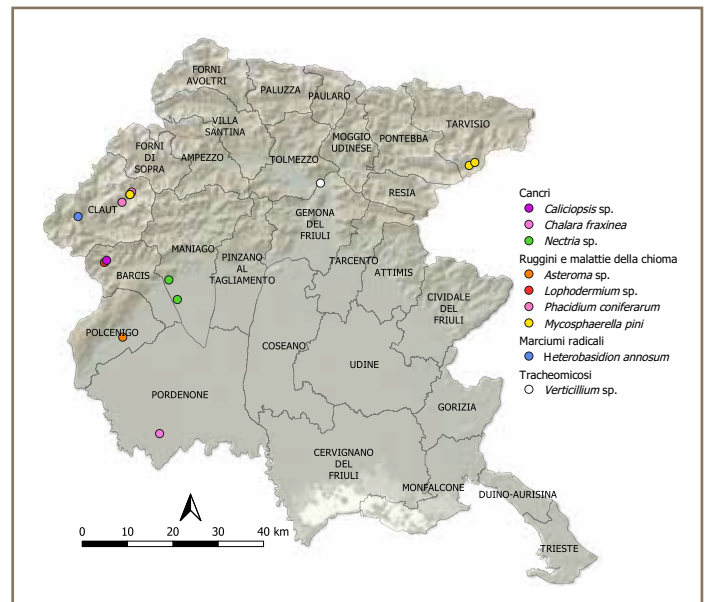 FORNI
AVOLTRI
PALUZZA
PAULARO
TARVISIO
VILLA
SANTINA
MOGGIO
UDINESE
PONTEBBA
FORNI
DI
SOPRA
AMPEZZO
TOLMEZZO
RESIA
CLAUT
GEMONA
DEL
FRIULI
MANIAGO
PINZANO
AL
TAGLIAMENTO
TARCENTO
ATTIMIS
BARCIS
CIVIDALE
DEL
FRIULI
POLCENIGO
COSEANO
UDINE
PORDENONE
GORIZIA
CERVIGNANO
DEL
FRIULI
MONFALCONE
DUINO-AURISINA
TRIESTE
Cancri
Caliciopsis sp.
Chalara fraxinea
Nectria sp.
Ruggini e malattie della chioma
Asteroma sp.
Lophodermium sp.
Phacidium coniferarum
Mycosphaerella pini
Marciumi radicali
Heterobasidion annosum
Tracheomicosi
Verticillium sp.
0 10 20 30 40 km